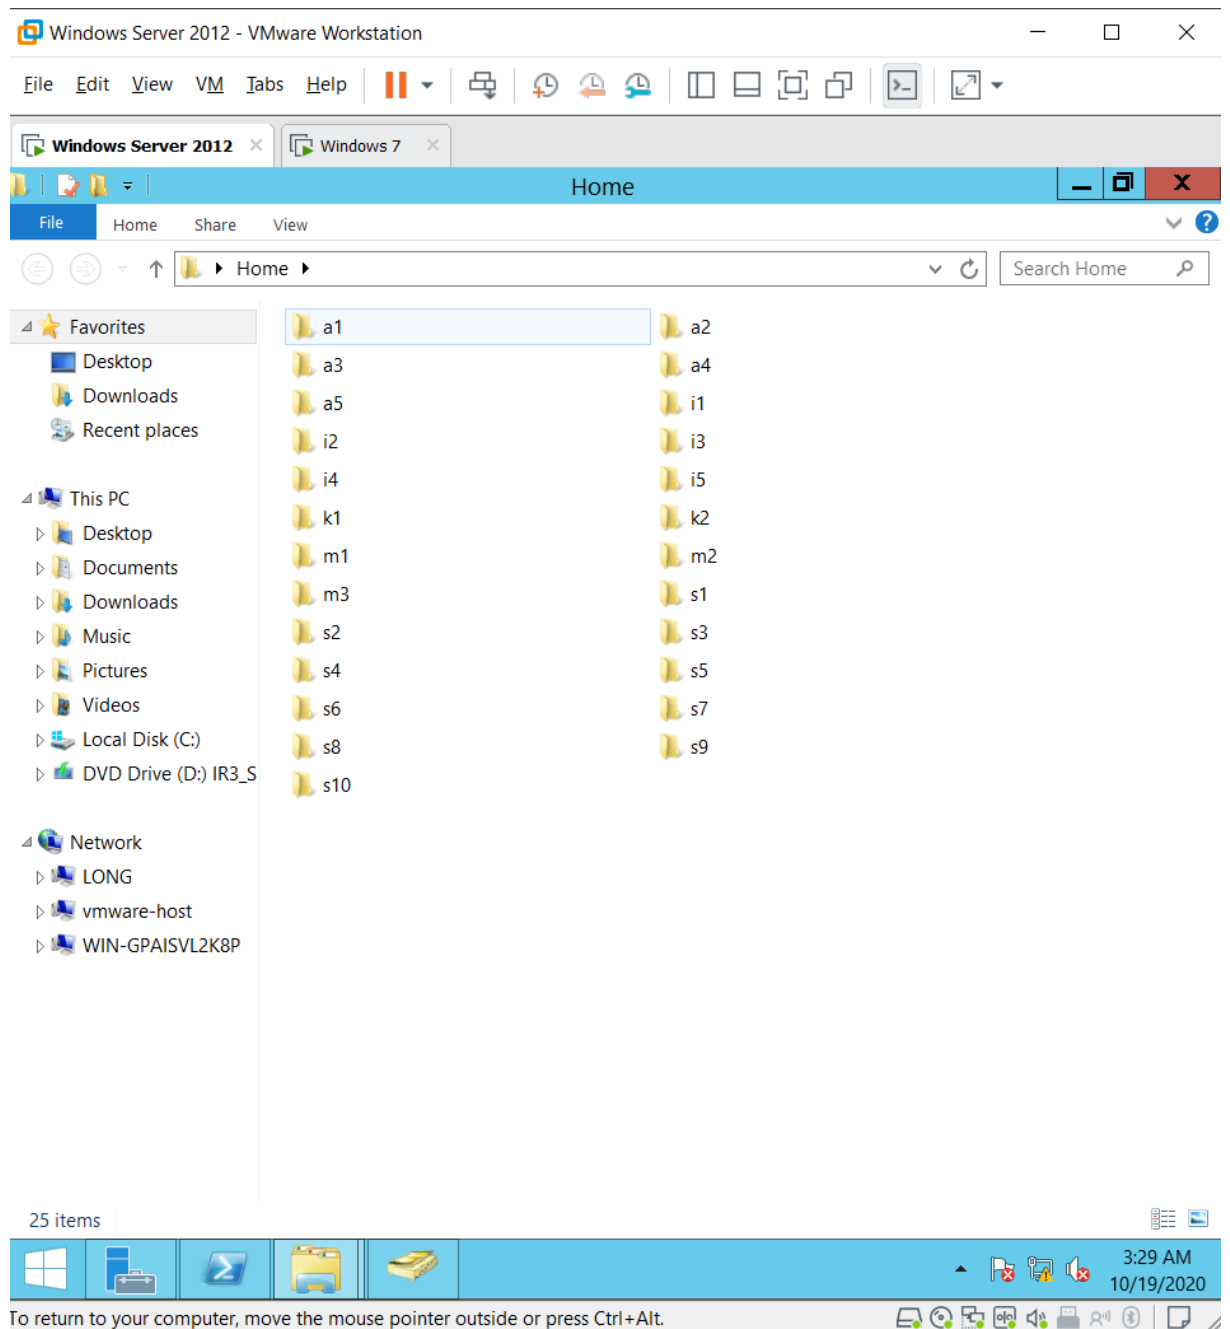 Windows Server 2012 - VMware Workstation
File Edit View VM Tabs Help
Windows Server 2012 Windows 7
Home
File Home Share View
Home Search Home
Favorites
Desktop
Downloads
Recent places
This PC
Desktop
Documents
Downloads
Music
Pictures
Videos
Local Disk (C:)
DVD Drive (D:) IR3_S
Network
LONG
vmware-host
WIN-GPAISVL2K8P
a1 a2
a3 a4
a5 i1
i2 i3
i4 i5
k1 k2
m1 m2
m3 s1
s2 s3
s4 s5
s6 s7
s8 s9
s10
25 items
3:29 AM
10/19/2020
To return to your computer, move the mouse pointer outside or press Ctrl+Alt.